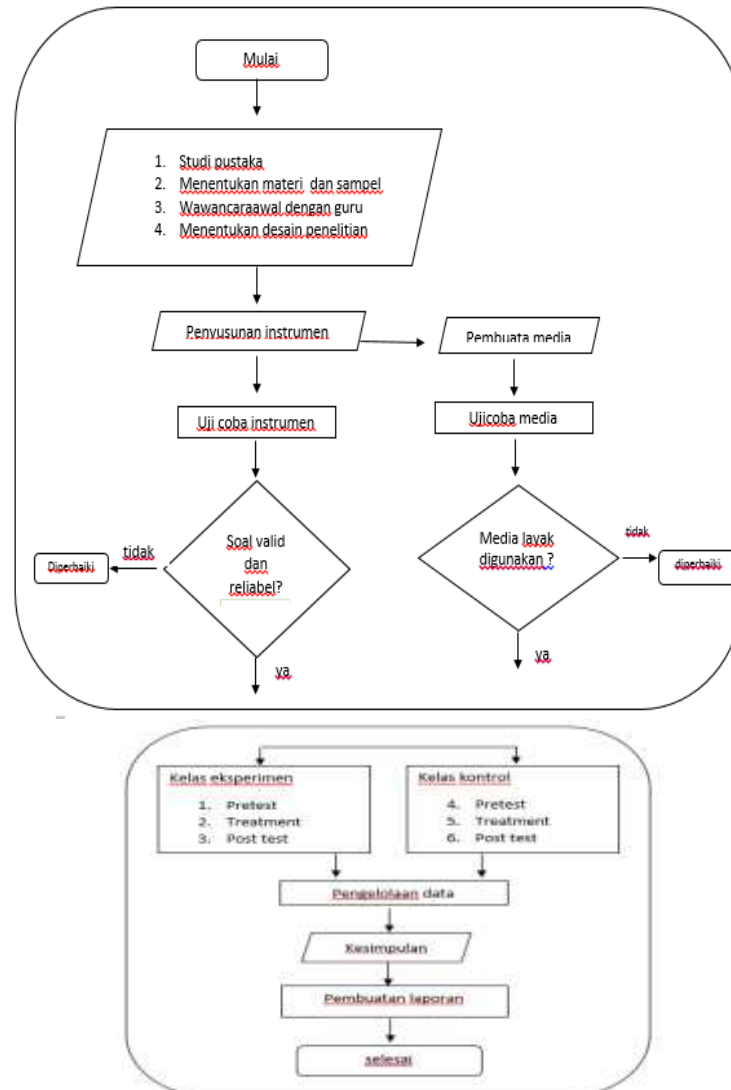 Mulai
1. Studi pustaka
2. Menentukan materi dan sampel
3. Wawancaraawal dengan guru
4. Menentukan desain penelitian
Penyusunan instrumen
Pembuata media
Uji coba instrumen
Ujicoba media
Soal valid
dan
reliabel?
tidak
Diperbaiki
Media layak
digunakan ?
tidak
diperbaiki
ya
ya
Kelas eksperimen
1. Pretest
2. Treatment
3. Post test
Kelas kontrol
4. Pretest
5. Treatment
6. Post test
Pengelolaan data
Kesimpulan
Pembuatan laporan
selesai